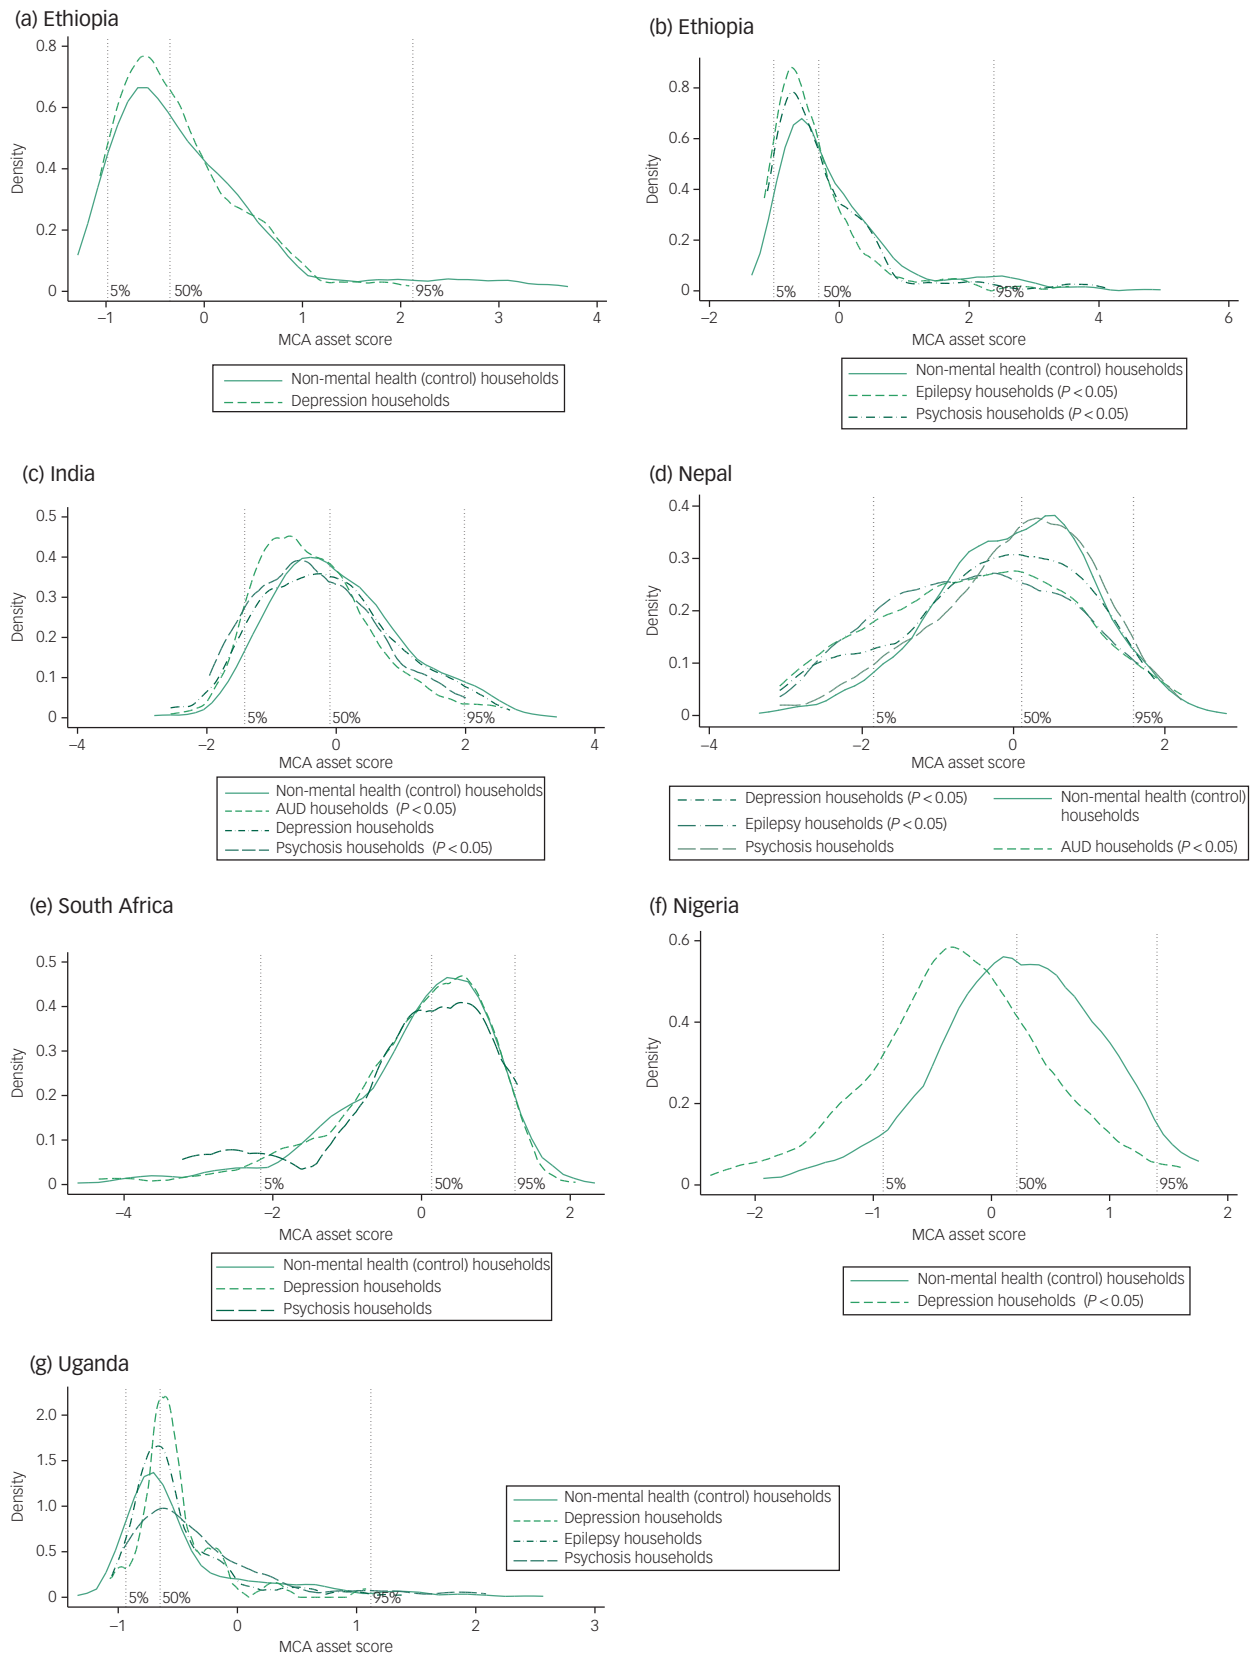 (a) Ethiopia
0.8
0.6
0.4
0.2
0
Density
5%
50%
95%
–1
0
1
2
3
4
MCA asset score
Non-mental health (control) households
Depression households
(b) Ethiopia
0.8
0.6
0.4
0.2
0
Density
5%
50%
95%
–2
0
2
4
6
MCA asset score
Non-mental health (control) households
Epilepsy households (P < 0.05)
Psychosis households (P < 0.05)
(c) India
0.5
0.4
0.3
0.2
0.1
0
Density
5%
50%
95%
–4
–2
0
2
4
MCA asset score
Non-mental health (control) households
AUD households (P < 0.05)
Depression households
Psychosis households (P < 0.05)
(d) Nepal
0.4
0.3
0.2
0.1
0
Density
5%
50%
95%
–4
–2
0
2
MCA asset score
Depression households (P < 0.05)
Epilepsy households (P < 0.05)
Psychosis households
Non-mental health (control)
households
AUD households (P < 0.05)
(e) South Africa
0.5
0.4
0.3
0.2
0.1
0
Density
5%
50%
95%
–4
–2
0
2
MCA asset score
Non-mental health (control) households
Depression households
Psychosis households
(f) Nigeria
0.6
0.4
0.2
0
Density
5%
50%
95%
–2
–1
0
1
2
MCA asset score
Non-mental health (control) households
Depression households (P < 0.05)
(g) Uganda
2.0
1.5
1.0
0.5
0
Density
5%
50%
95%
–1
0
1
2
3
MCA asset score
Non-mental health (control) households
Depression households
Epilepsy households
Psychosis households